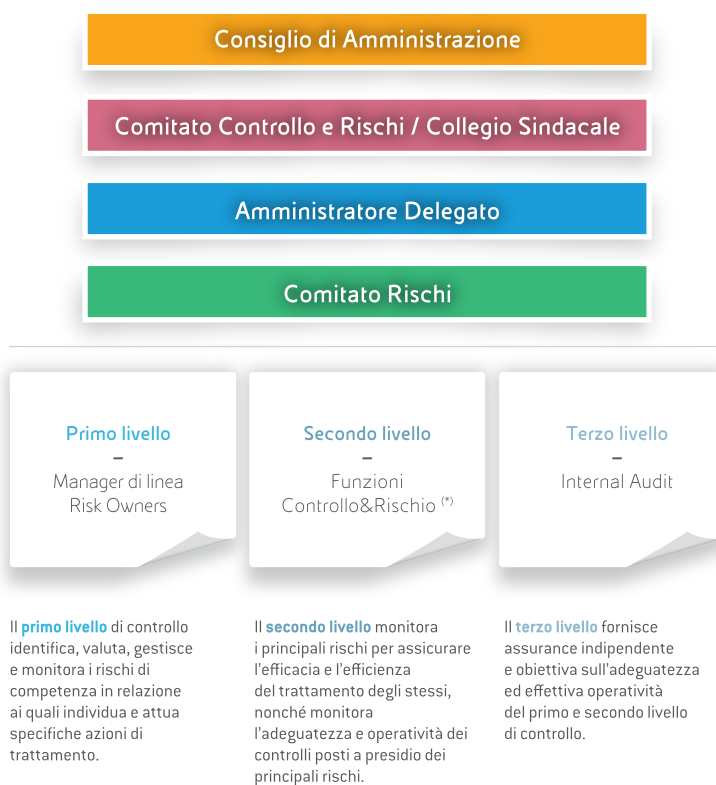 Consiglio di Amministrazione
Comitato Controllo e Rischi / Collegio Sindacale
Amministratore Delegato
Comitato Rischi
Primo livello
–
Manager di linea
Risk Owners
Secondo livello
–
Funzioni
Controllo&Rischio (*)
Terzo livello
–
Internal Audit
Il primo livello di controllo
identifica, valuta, gestisce
e monitora i rischi di
competenza in relazione
ai quali individua e attua
specifiche azioni di
trattamento.
Il secondo livello monitora
i principali rischi per assicurare
l'efficacia e l'efficienza
del trattamento degli stessi,
nonché monitora
l'adeguatezza e operatività dei
controlli posti a presidio dei
principali rischi.
Il terzo livello fornisce
assurance indipendente
e obiettiva sull'adeguatezza
ed effettiva operatività
del primo e secondo livello
di controllo.